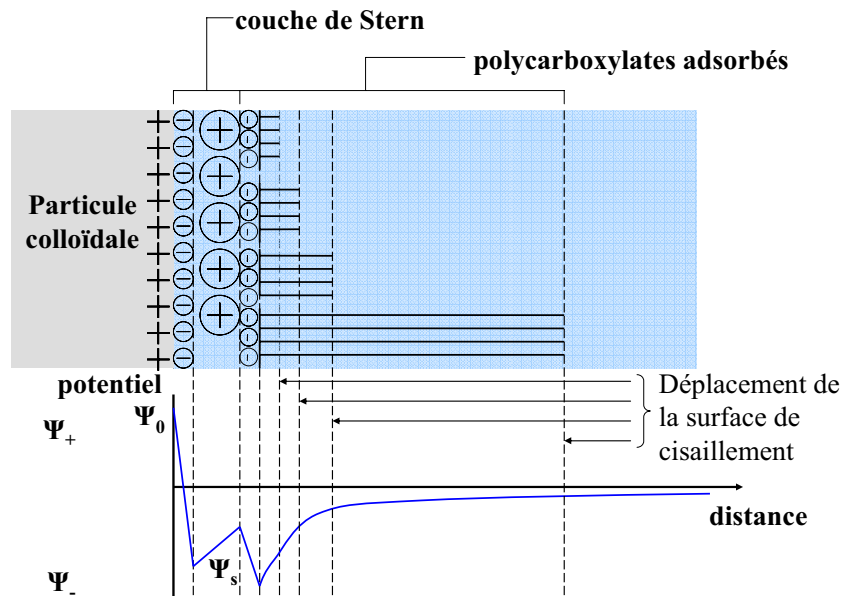 couche de Stern
polycarboxylates adsorbés
Particule
colloïdale
potentiel
Ψ₀
Ψ₊
Déplacement de
la surface de
cisaillement
distance
Ψₛ
Ψ₋